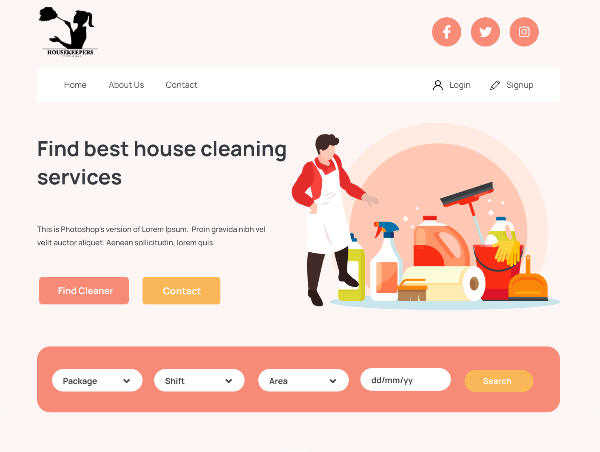 HOUSEKEEPERS
Home About Us Contact Login Signup
Find best house cleaning
services
This is Photoshop's version of Lorem Ipsum. Proin gravida nibh vel
velit auctor aliquet. Aenean sollicitudin, lorem quis
Find Cleaner Contact
Package Shift Area dd/mm/yy Search